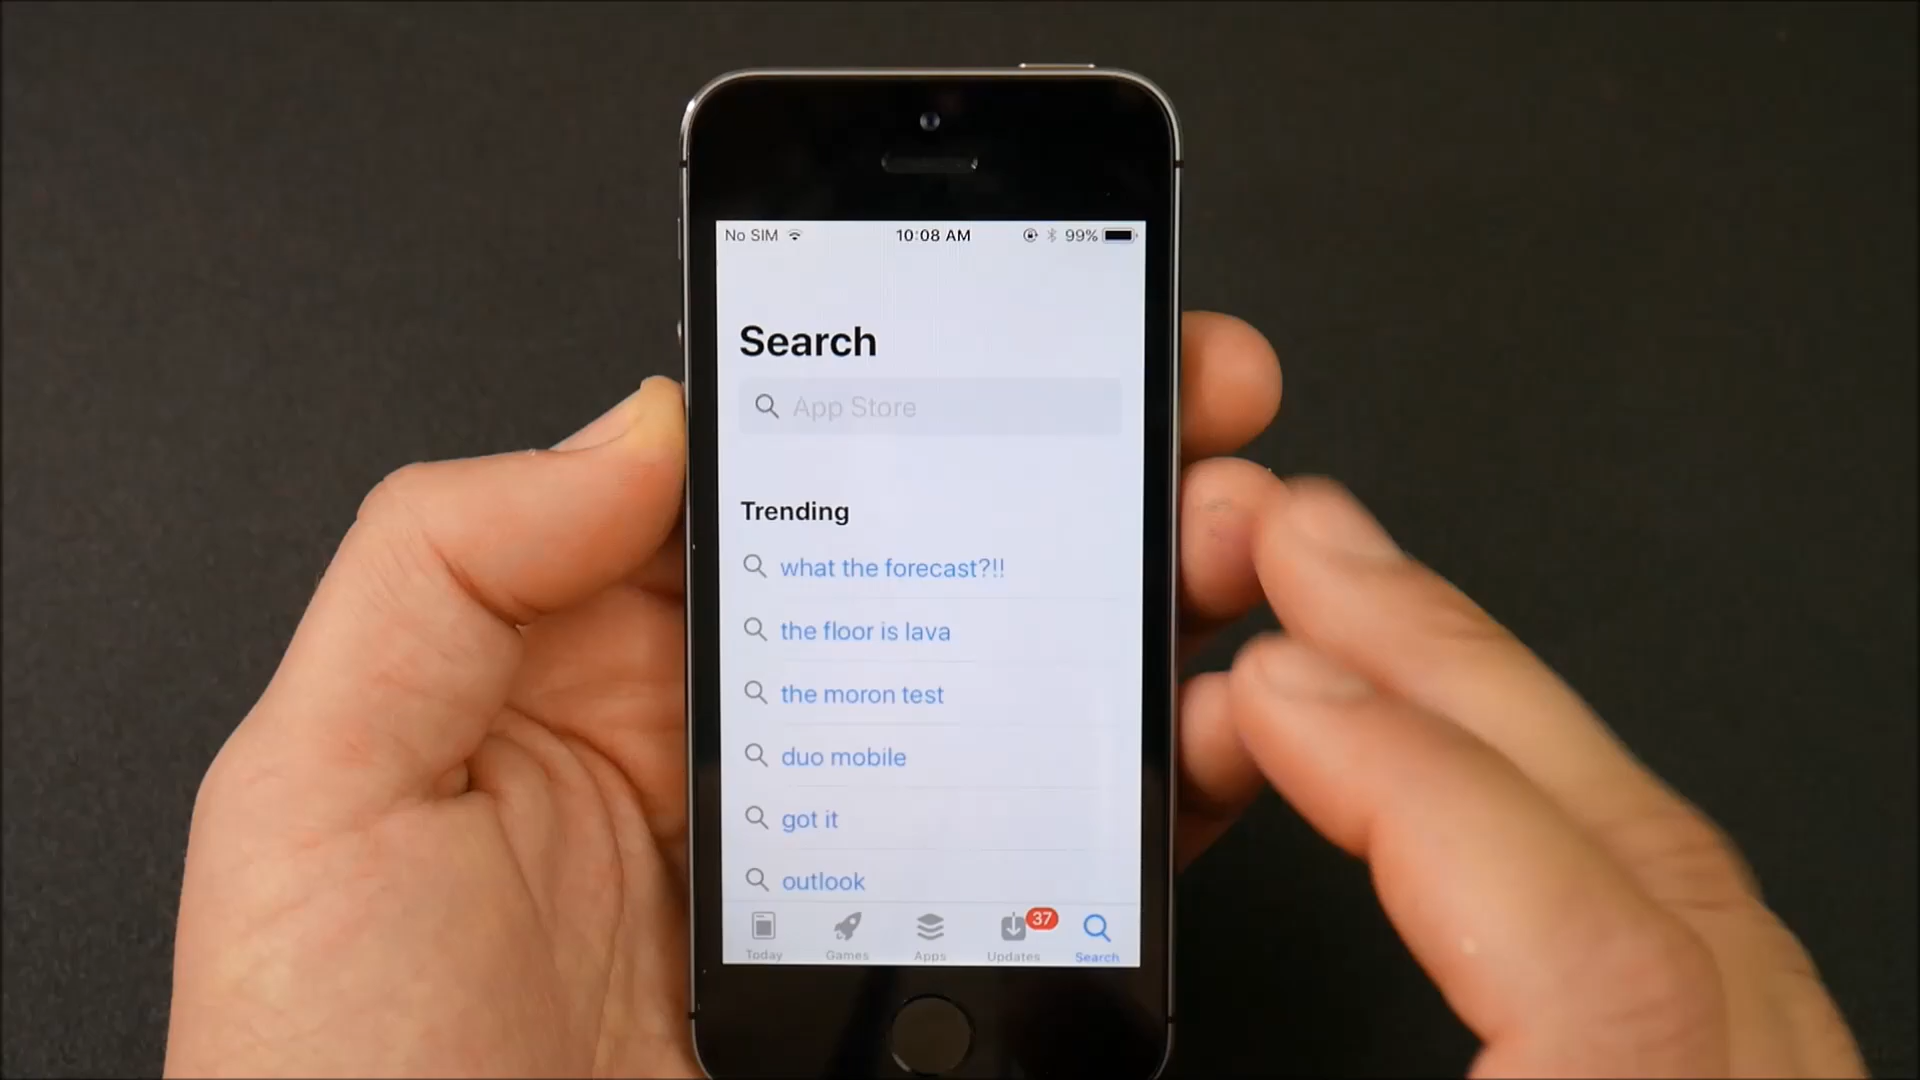 No SIM 10:08 AM 99%
Search
App Store
Trending
what the forecast?!!
the floor is lava
the moron test
duo mobile
got it
outlook
37
Today Games Apps Updates Search